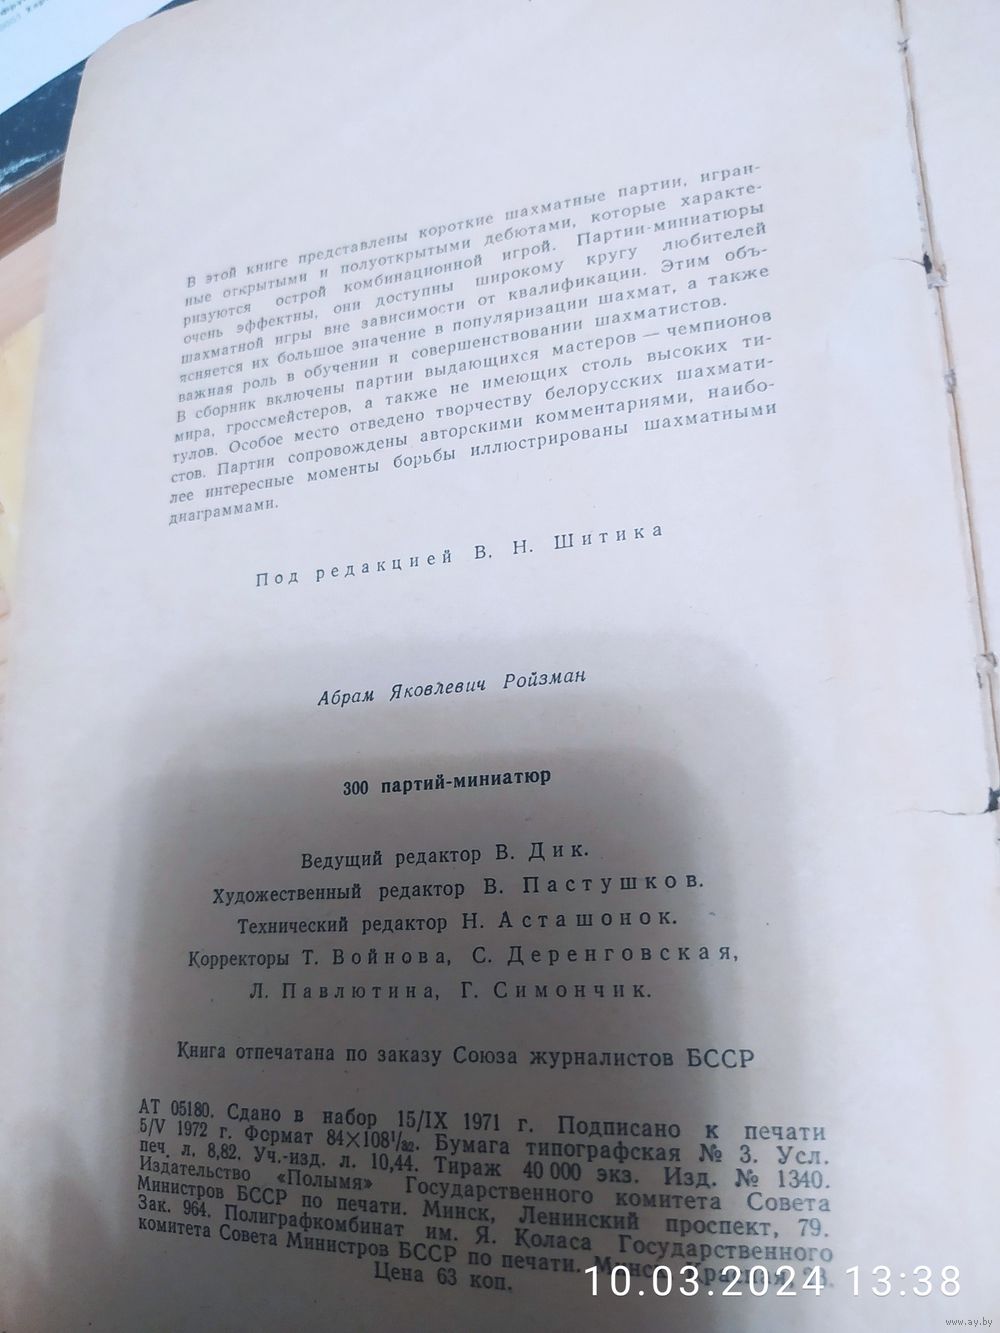 В этой книге представлены короткие шахматные партии, игран-
ные открытыми и полуоткрытыми дебютами, которые характе-
ризуются острой комбинационной игрой. Партии-миниатюры
очень эффектны, они доступны широкому кругу любителей
шахматной игры вне зависимости от квалификации. Этим объ-
ясняется их большое значение в популяризации шахмат, а также
важная роль в обучении и совершенствовании шахматистов.
В сборник включены партии выдающихся мастеров — чемпионов
мира, гроссмейстеров, а также не имеющих столь высоких ти-
тулов. Особое место отведено творчеству белорусских шахмати-
стов. Партии сопровождены авторскими комментариями, наибо-
лее интересные моменты борьбы иллюстрированы шахматными
диаграммами.
Под редакцией В. Н. Шитика
Абрам Яковлевич Ройзман
300 партий-миниатюр
Ведущий редактор В. Дик.
Художественный редактор В. Пастушков.
Технический редактор Н. Асташонок.
Корректоры Т. Войнова, С. Деренговская,
Л. Павлютина, Г. Симончик.
Книга отпечатана по заказу Союза журналистов БССР
АТ 05180. Сдано в набор 15/IX 1971 г. Подписано к печати
5/V 1972 г. Формат 84×108¹/₃₂. Бумага типографская № 3. Усл.
печ. л. 8,82. Уч.-изд. л. 10,44. Тираж 40 000 экз. Изд. № 1340.
Издательство «Полымя» Государственного комитета Совета
Министров БССР по печати. Минск, Ленинский проспект, 79.
Зак. 964. Полиграфкомбинат им. Я. Коласа Государственного
комитета Совета Министров БССР по печати. Минск, Красная,
Цена 63 коп.
10.03.2024 13:38
www.ay.by